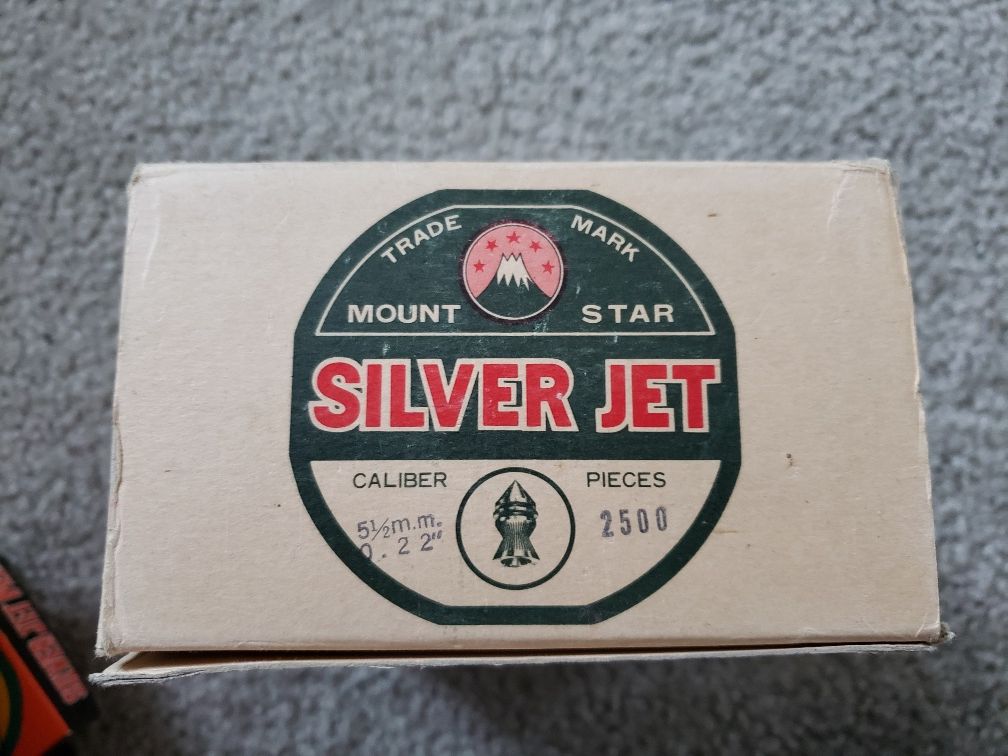 TRADE MARK
MOUNT STAR
SILVER JET
CALIBER PIECES
5½m.m. 2500
0.22"